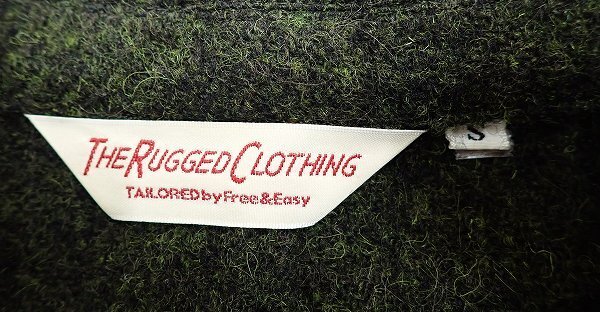 THE RUGGED CLOTHING
TAILORED by Free&Easy
S